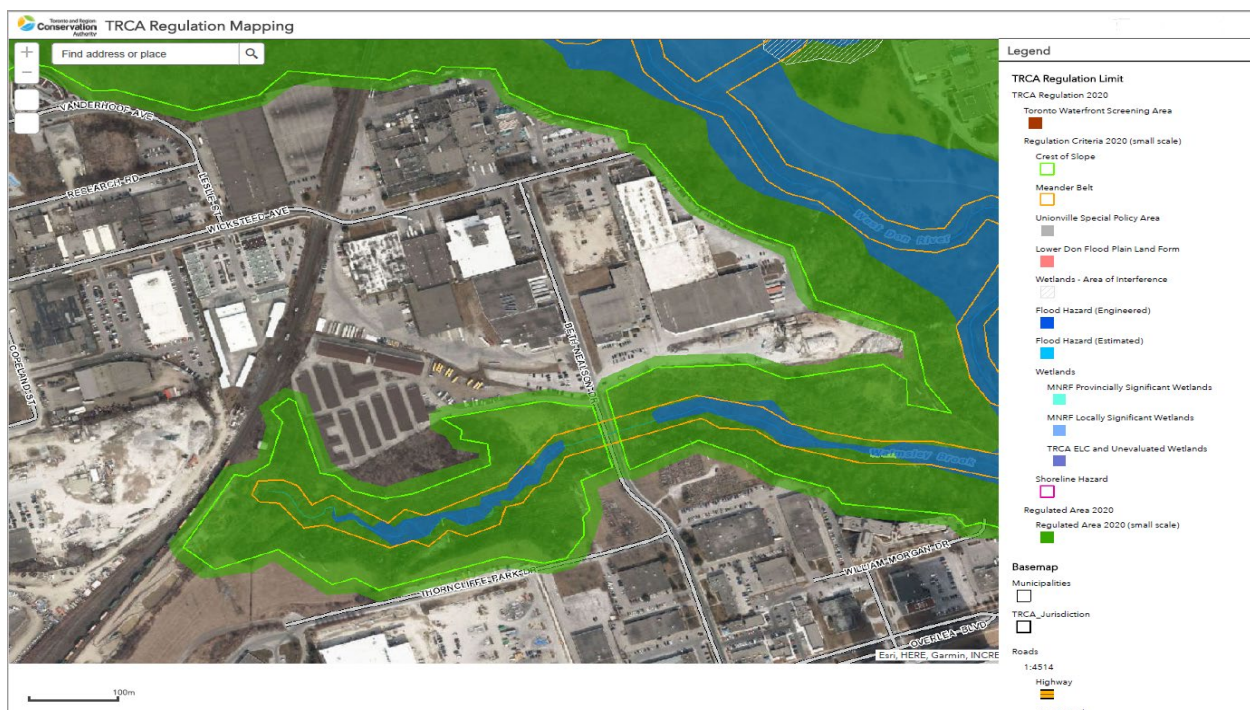 Toronto and Region
Conservation
Authority
TRCA Regulation Mapping
+
−
Find address or place
VANDERHOOF AVE
LESLIE ST
RESEARCH RD
WICKSTEED AVE
West Don River
BETH NEALSON DR
COPELAND ST
Walmsley Brook
WILLIAM MORGAN DR
THORNCLIFFE PARK DR
OVERLEA BLVD
Esri, HERE, Garmin, INCRE
100m
Legend
TRCA Regulation Limit
TRCA Regulation 2020
Toronto Waterfront Screening Area
Regulation Criteria 2020 (small scale)
Crest of Slope
Meander Belt
Unionville Special Policy Area
Lower Don Flood Plain Land Form
Wetlands - Area of Interference
Flood Hazard (Engineered)
Flood Hazard (Estimated)
Wetlands
MNRF Provincially Significant Wetlands
MNRF Locally Significant Wetlands
TRCA ELC and Unevaluated Wetlands
Shoreline Hazard
Regulated Area 2020
Regulated Area 2020 (small scale)
Basemap
Municipalities
TRCA_Jurisdiction
Roads
1:4514
Highway